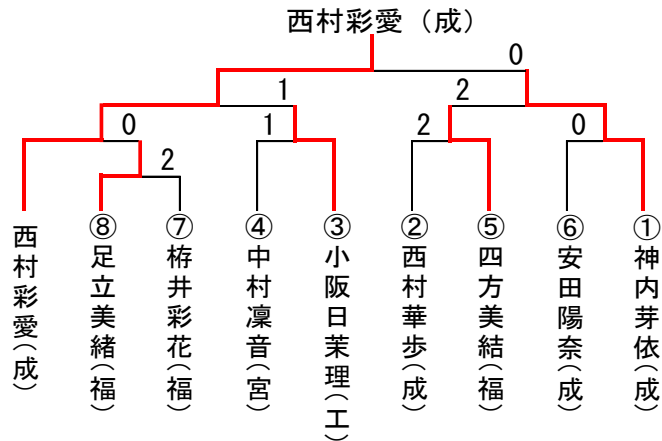 西村彩愛（成）
0
1
2
0
1
2
0
2
西村彩愛(成)
⑧足立美緒(福)
⑦栫井彩花(福)
④中村凜音(宮)
③小阪日茉理(工)
②西村華歩(成)
⑤四方美結(福)
⑥安田陽奈(成)
①神内芽依(成)